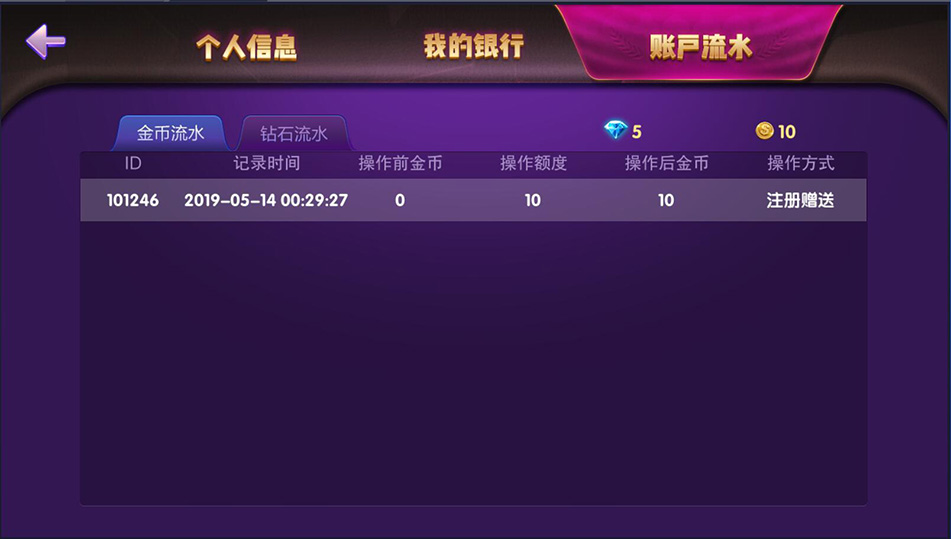 个人信息 我的银行 账户流水
金币流水 钻石流水 5 10
ID 记录时间 操作前金币 操作额度 操作后金币 操作方式
101246 2019-05-14 00:29:27 0 10 10 注册赠送